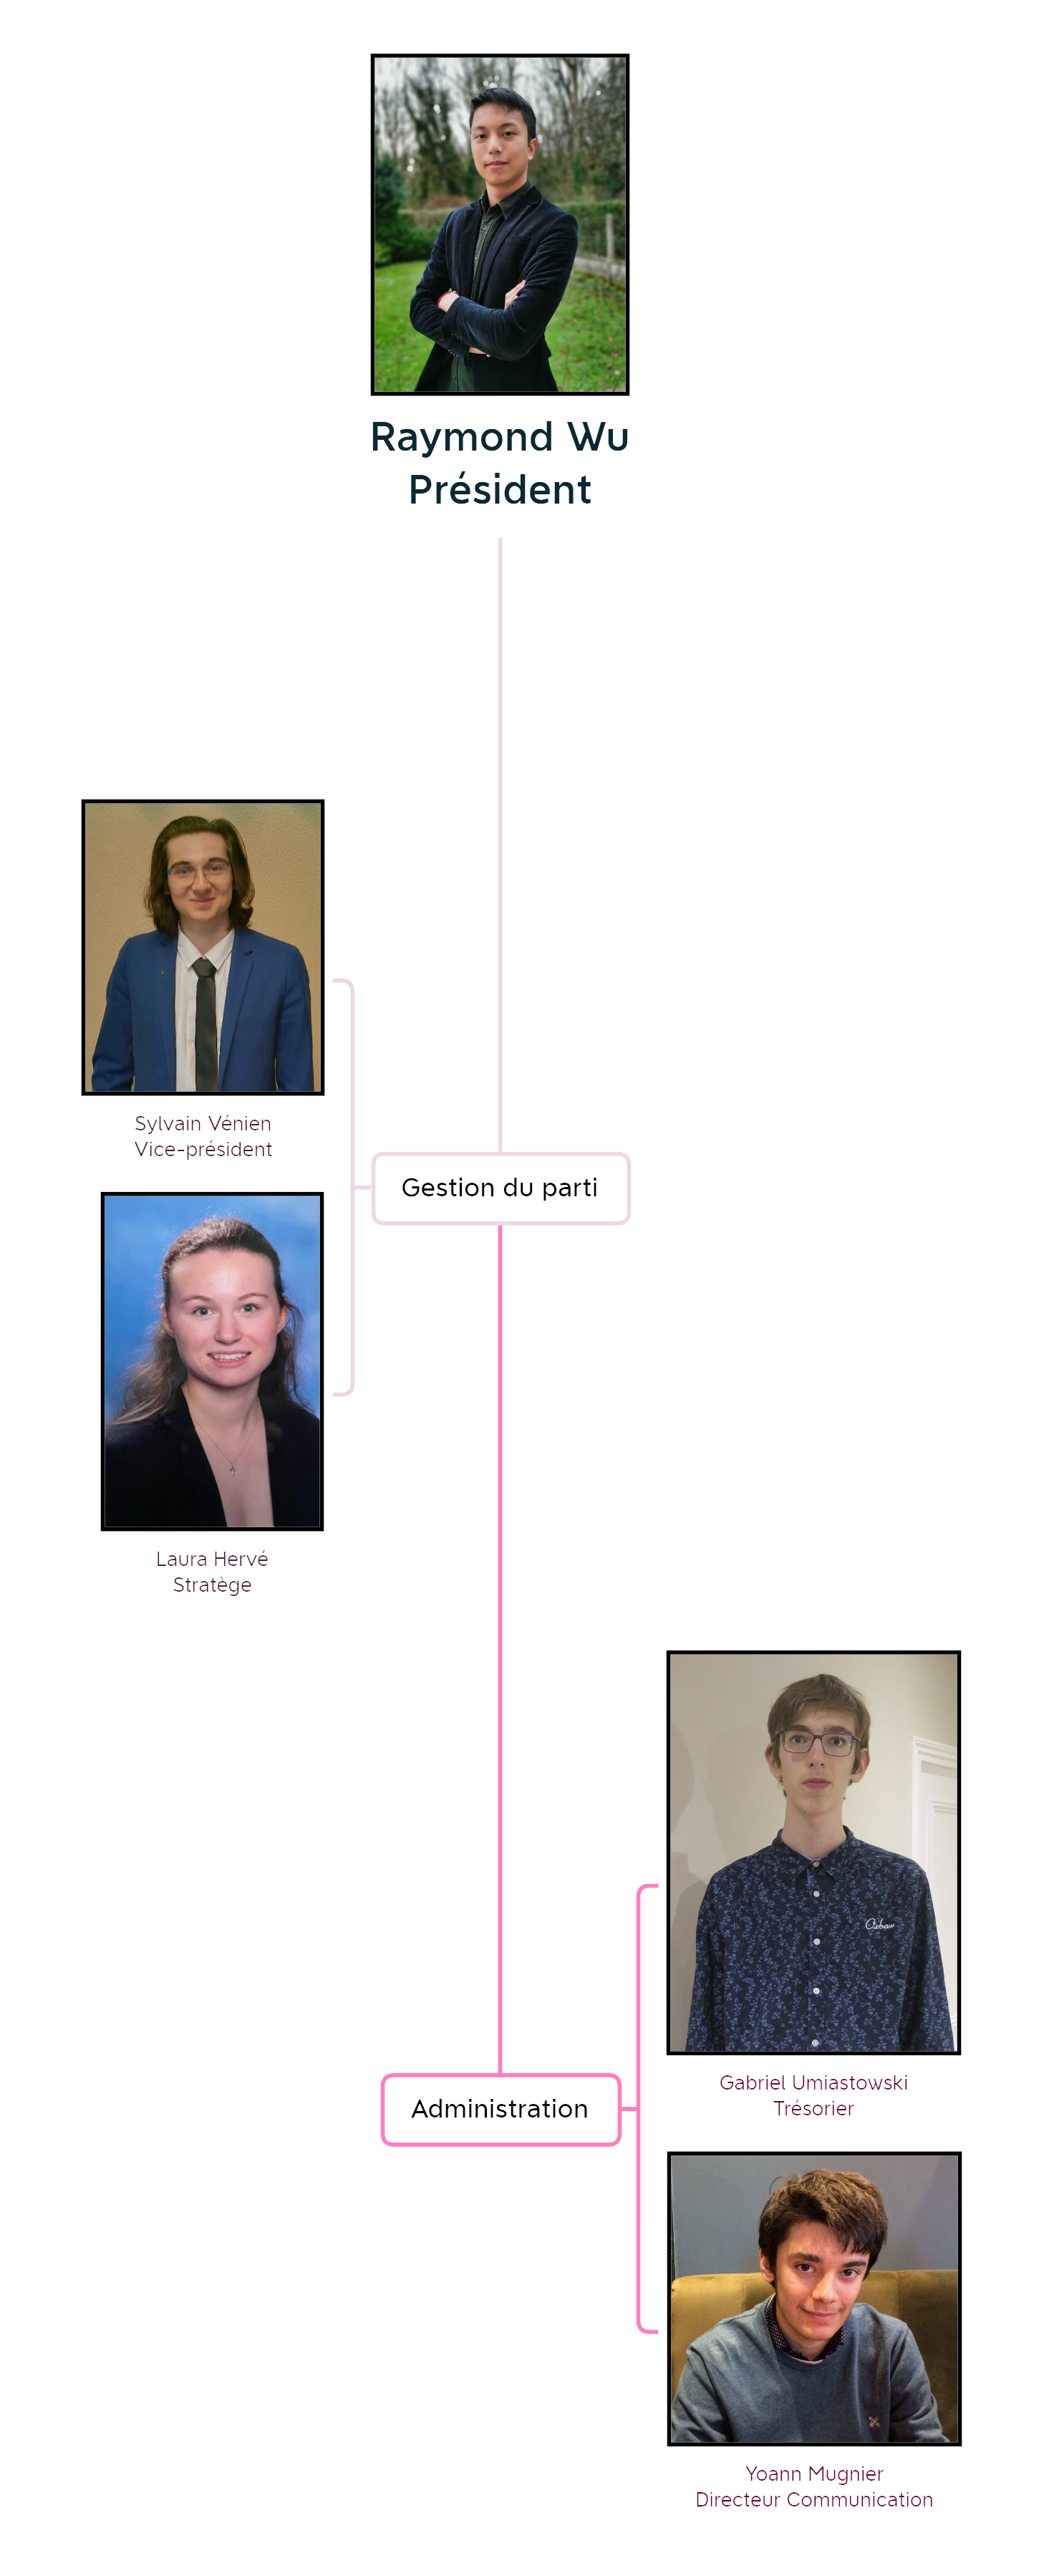 Raymond Wu
Président
Sylvain Vénien
Vice-président
Gestion du parti
Laura Hervé
Stratège
Gabriel Umiastowski
Trésorier
Administration
Yoann Mugnier
Directeur Communication